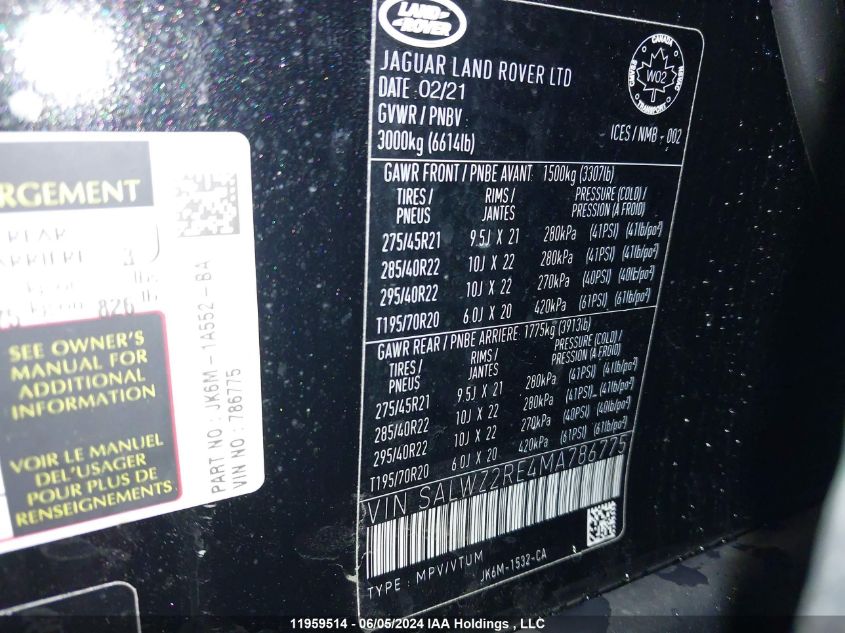 LAND ROVER
JAGUAR LAND ROVER LTD
DATE 02/21
GVWR / PNBV
3000kg (6614lb)
CANADA
W02
TRANSPORT
ICES / NMB - 002
GAWR FRONT / PNBE AVANT 1500kg (3307lb)
TIRES / PNEUS RIMS / JANTES PRESSURE (COLD) / PRESSION (A FROID)
275/45R21 9.5J X 21 280kPa (41PSI) (41lb/po²)
285/40R22 10J X 22 280kPa (41PSI) (41lb/po²)
295/40R22 10J X 22 270kPa (40PSI) (40lb/po²)
T195/70R20 6.0J X 20 420kPa (61PSI) (61lb/po²)
GAWR REAR / PNBE ARRIERE 1775kg (3913lb)
TIRES / PNEUS RIMS / JANTES PRESSURE (COLD) / PRESSION (A FROID)
275/45R21 9.5J X 21 280kPa (41PSI) (41lb/po²)
285/40R22 10J X 22 280kPa (41PSI) (41lb/po²)
295/40R22 10J X 22 270kPa (40PSI) (40lb/po²)
T195/70R20 6.0J X 20 420kPa (61PSI) (61lb/po²)
VIN SALWZ2RE4MA786775
TYPE : MPV/VTUM
JK6M-1532-CA
RGEMENT
REAR
826 lb
SEE OWNER'S
MANUAL FOR
ADDITIONAL
INFORMATION
VOIR LE MANUEL
DEL'USAGER
POUR PLUS DE
RENSEIGNEMENTS
PART NO : JK6M - 1A552 - BA
VIN NO : 786775
11959514 - 06/05/2024 IAA Holdings , LLC